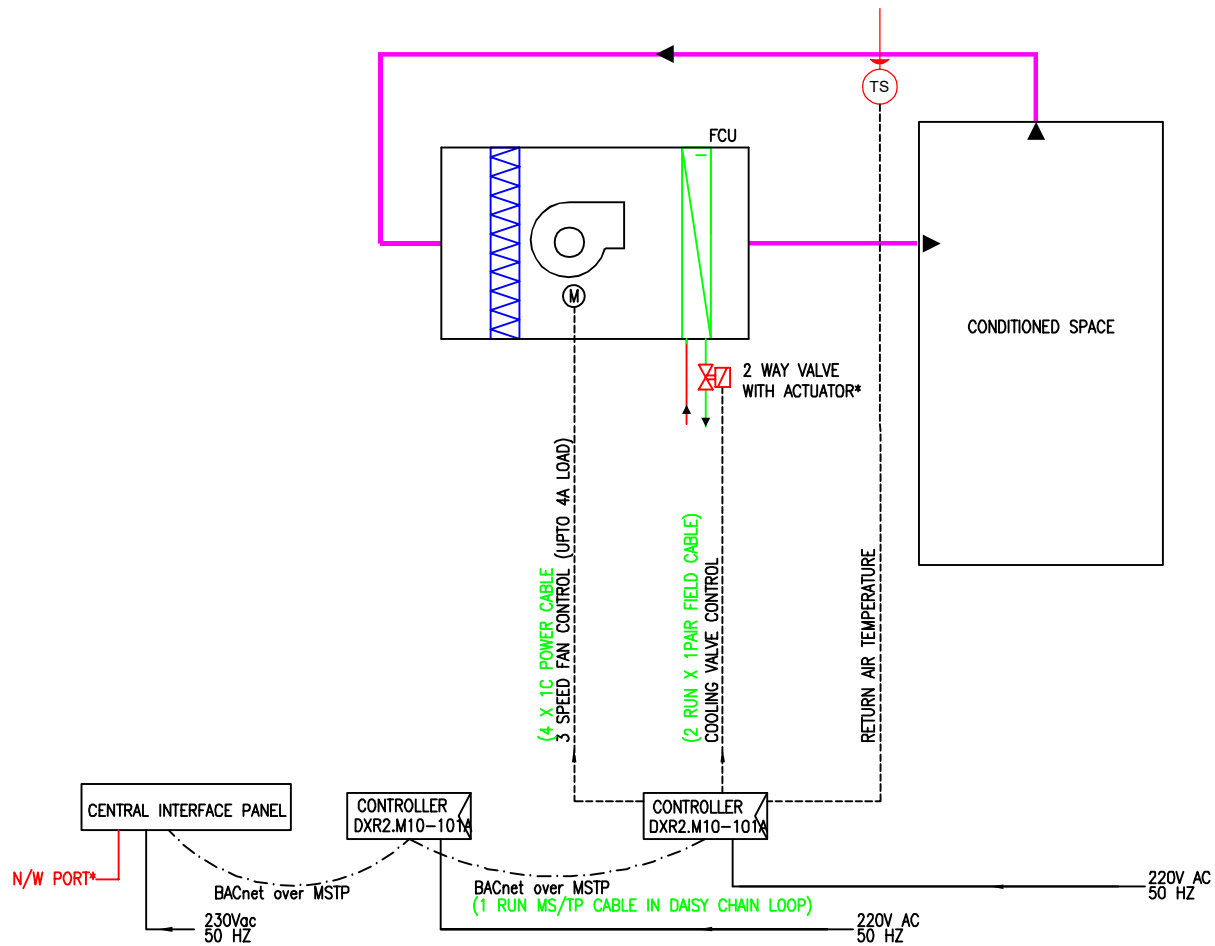 TS
FCU
M
CONDITIONED SPACE
2 WAY VALVE
WITH ACTUATOR*
(4 X 1C POWER CABLE
3 SPEED FAN CONTROL (UPTO 4A LOAD)
(2 RUN X 1PAIR FIELD CABLE)
COOLING VALVE CONTROL
RETURN AIR TEMPERATURE
CENTRAL INTERFACE PANEL
CONTROLLER
DXR2.M10-101A
CONTROLLER
DXR2.M10-101A
N/W PORT*
BACnet over MSTP
BACnet over MSTP
(1 RUN MS/TP CABLE IN DAISY CHAIN LOOP)
230Vac
50 HZ
220V AC
50 HZ
220V AC
50 HZ